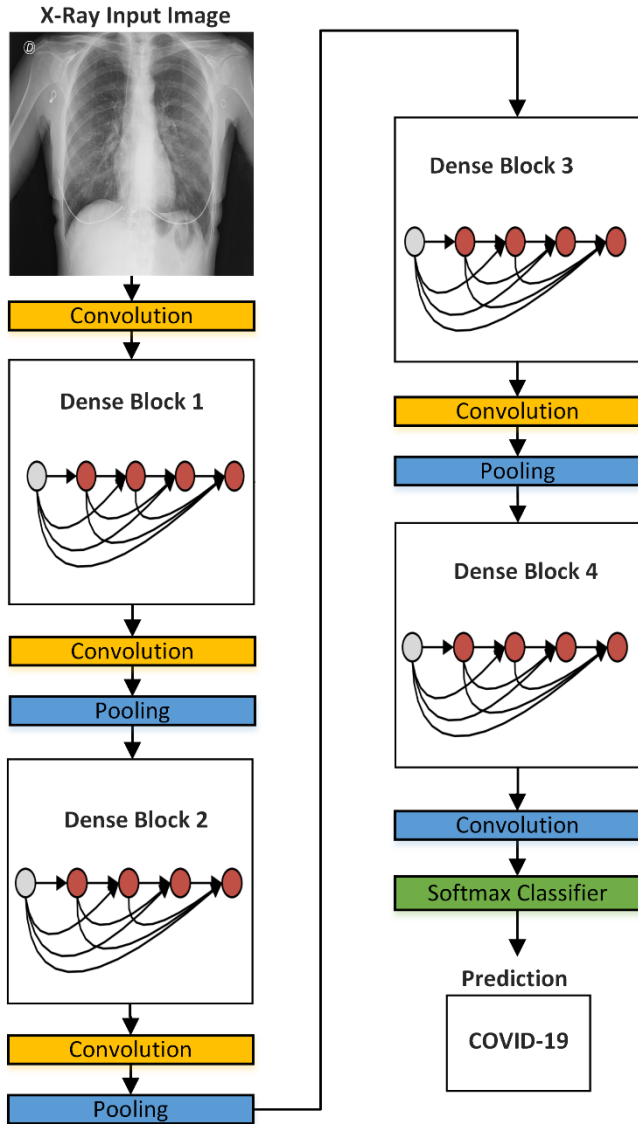 X-Ray Input Image
D
Convolution
Dense Block 1
Convolution
Pooling
Dense Block 2
Convolution
Pooling
Dense Block 3
Convolution
Pooling
Dense Block 4
Convolution
Softmax Classifier
Prediction
COVID-19